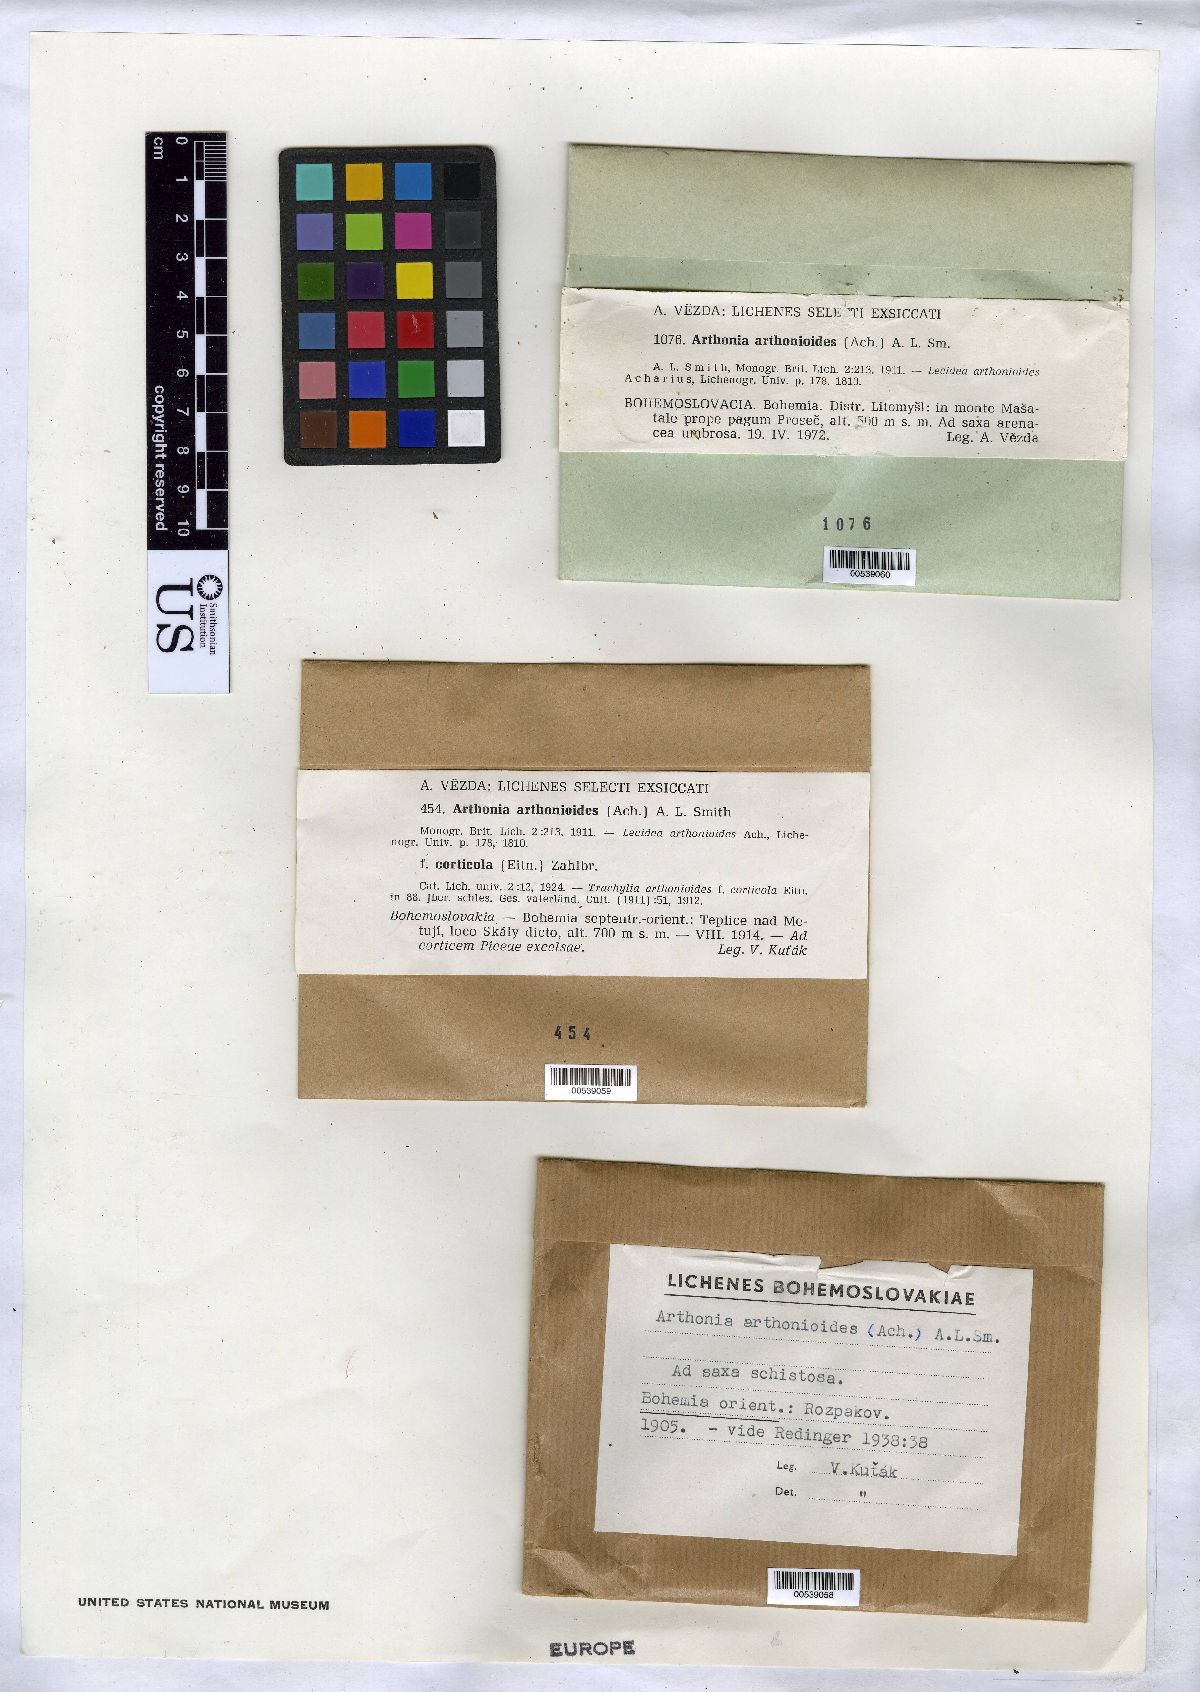 0 1 2 3 4 5 6 7 8 9 10
cm
copyright reserved
Smithsonian
Institution
US
A. VĚZDA: LICHENES SELECTI EXSICCATI
1076. Arthonia arthonioides (Ach.) A. L. Sm.
A. L. Smith, Monogr. Brit. Lich. 2:213, 1911. — Lecidea arthonioides
Acharius, Lichenogr. Univ. p. 178, 1810.
BOHEMOSLOVACIA. Bohemia. Distr. Litomyšl: in monte Maša-
tale prope pagum Proseč, alt. 500 m s. m. Ad saxa arena-
cea umbrosa. 19. IV. 1972. Leg. A. Vězda
1076
00539060
A. VĚZDA: LICHENES SELECTI EXSICCATI
454. Arthonia arthonioides (Ach.) A. L. Smith
Monogr. Brit. Lich. 2:213, 1911. — Lecidea arthonioides Ach., Liche-
nogr. Univ. p. 178, 1810.
f. corticola (Eitn.) Zahlbr.
Cat. Lich. univ. 2:12, 1924. — Trachylia arthonioides f. corticola Eitn.
in 88. Jber. schles. Ges. vaterländ. Cult. (1911):51, 1912.
Bohemoslovakia — Bohemia septentr.-orient.: Teplice nad Me-
tují, loco Skály dicto, alt. 700 m s. m. — VIII. 1914. — Ad
corticem Piceae excelsae. Leg. V. Kuťák
454
00539059
LICHENES BOHEMOSLOVAKIAE
Arthonia arthonioides (Ach.) A.L.Sm.
Ad saxa schistosa.
Bohemia orient.: Rozpakov.
1905. - vide Redinger 1938:38
Leg. V.Kuťák
Det. "
00539058
UNITED STATES NATIONAL MUSEUM
EUROPE